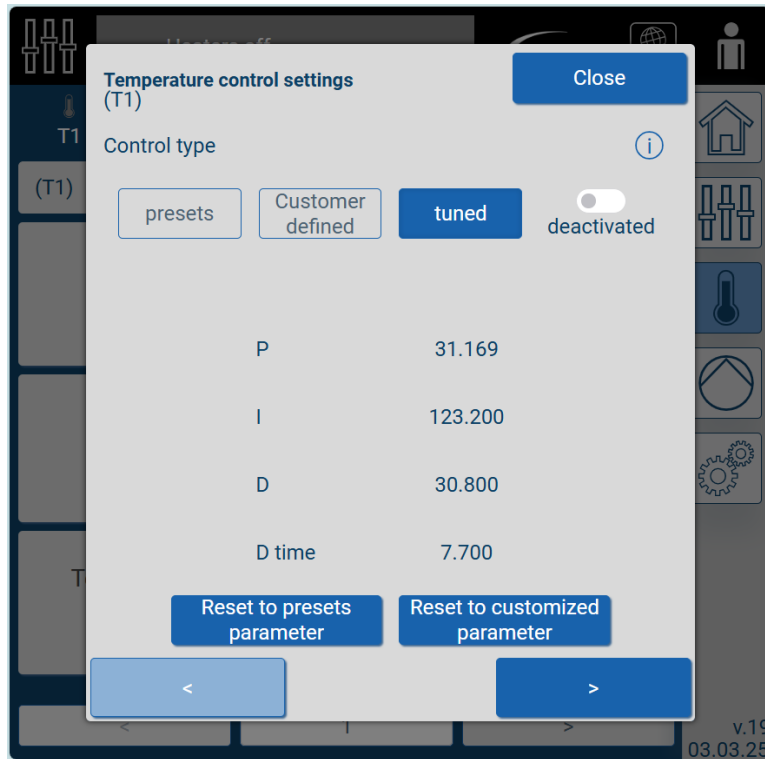 Temperature control settings
(T1)
Close
Control type
i
presets
Customer
defined
tuned
deactivated
P
31.169
I
123.200
D
30.800
D time
7.700
Reset to presets
parameter
Reset to customized
parameter
<
>
T1
(T1)
<
1
>
v.19
03.03.25